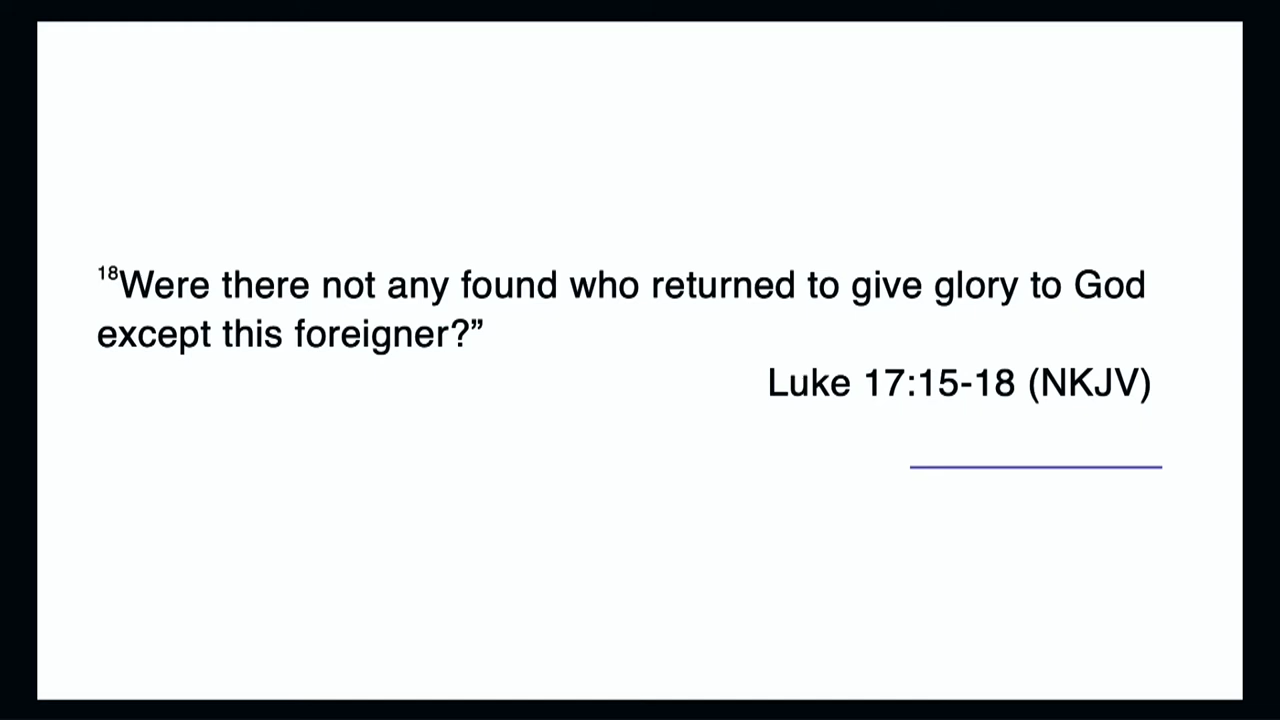 ¹⁸Were there not any found who returned to give glory to God
except this foreigner?”
Luke 17:15-18 (NKJV)